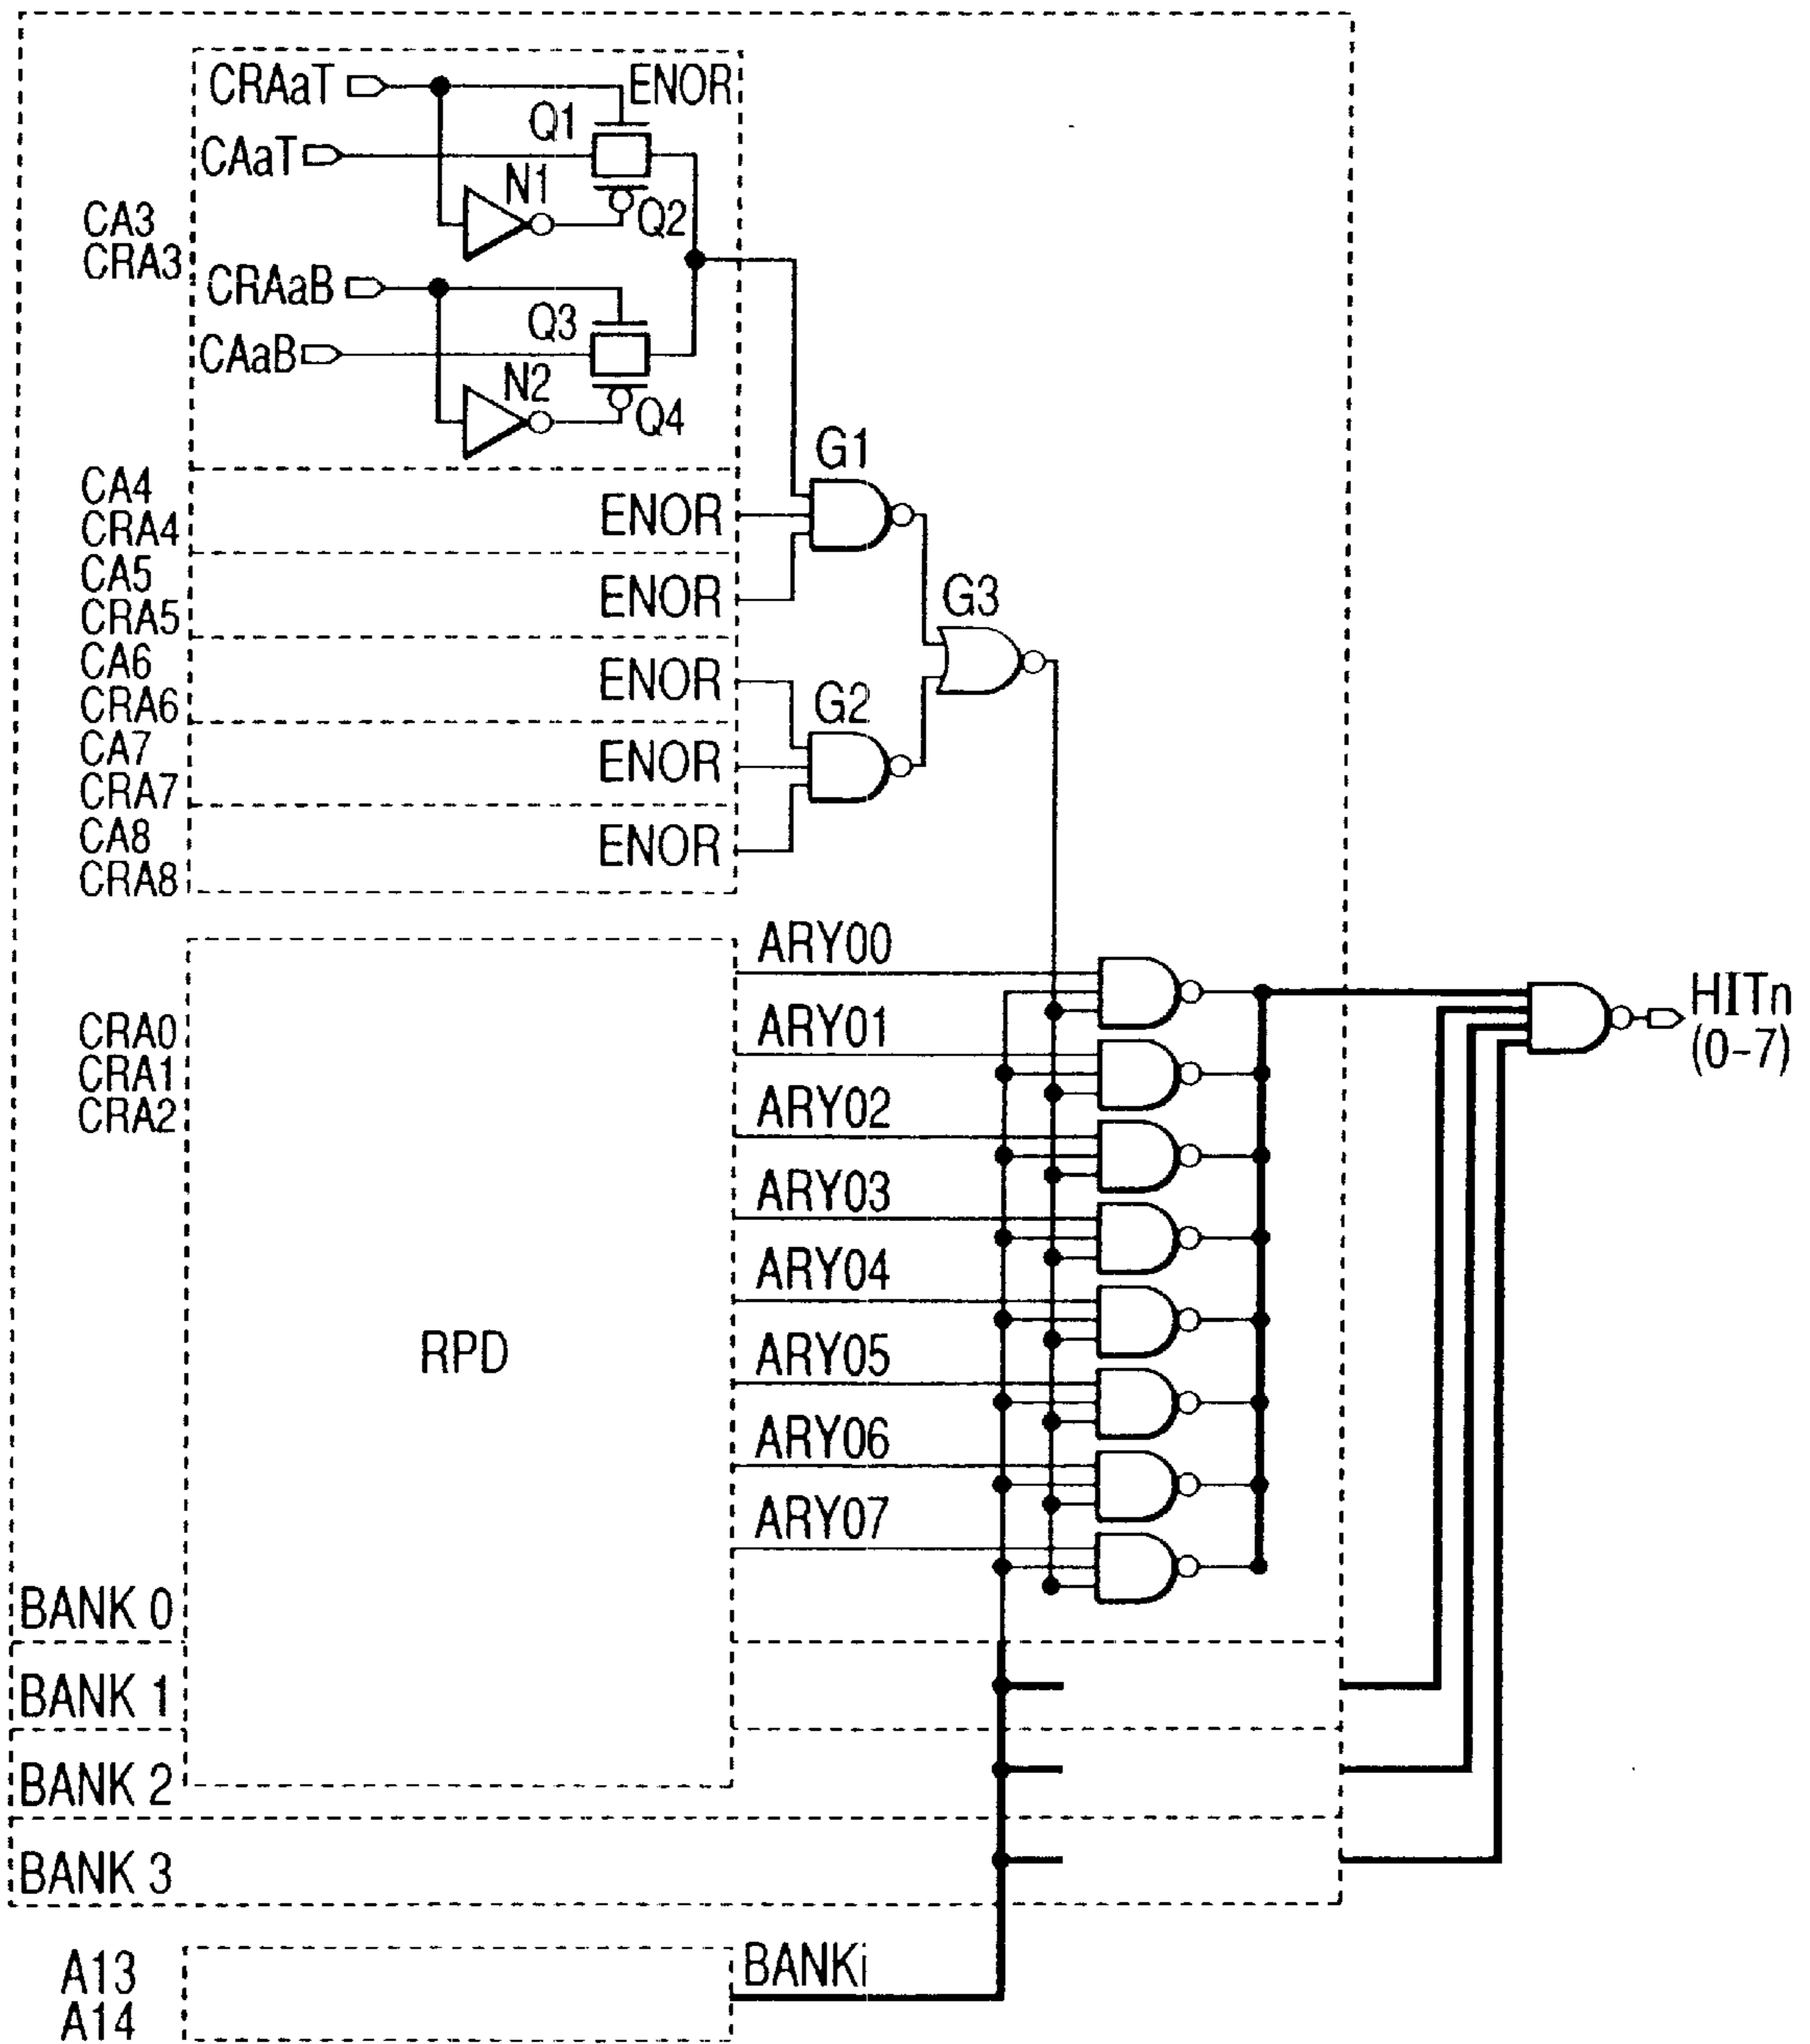 CRAaT
ENOR
Q1
CAaT
N1
Q2
CA3
CRA3
CRAaB
Q3
CAaB
N2
Q4
G1
CA4
CRA4
ENOR
CA5
CRA5
ENOR
G3
CA6
CRA6
ENOR
G2
CA7
CRA7
ENOR
CA8
CRA8
ENOR
ARY00
HITn
(0-7)
CRA0
CRA1
CRA2
ARY01
ARY02
ARY03
ARY04
RPD
ARY05
ARY06
ARY07
BANK 0
BANK 1
BANK 2
BANK 3
A13
A14
BANKi